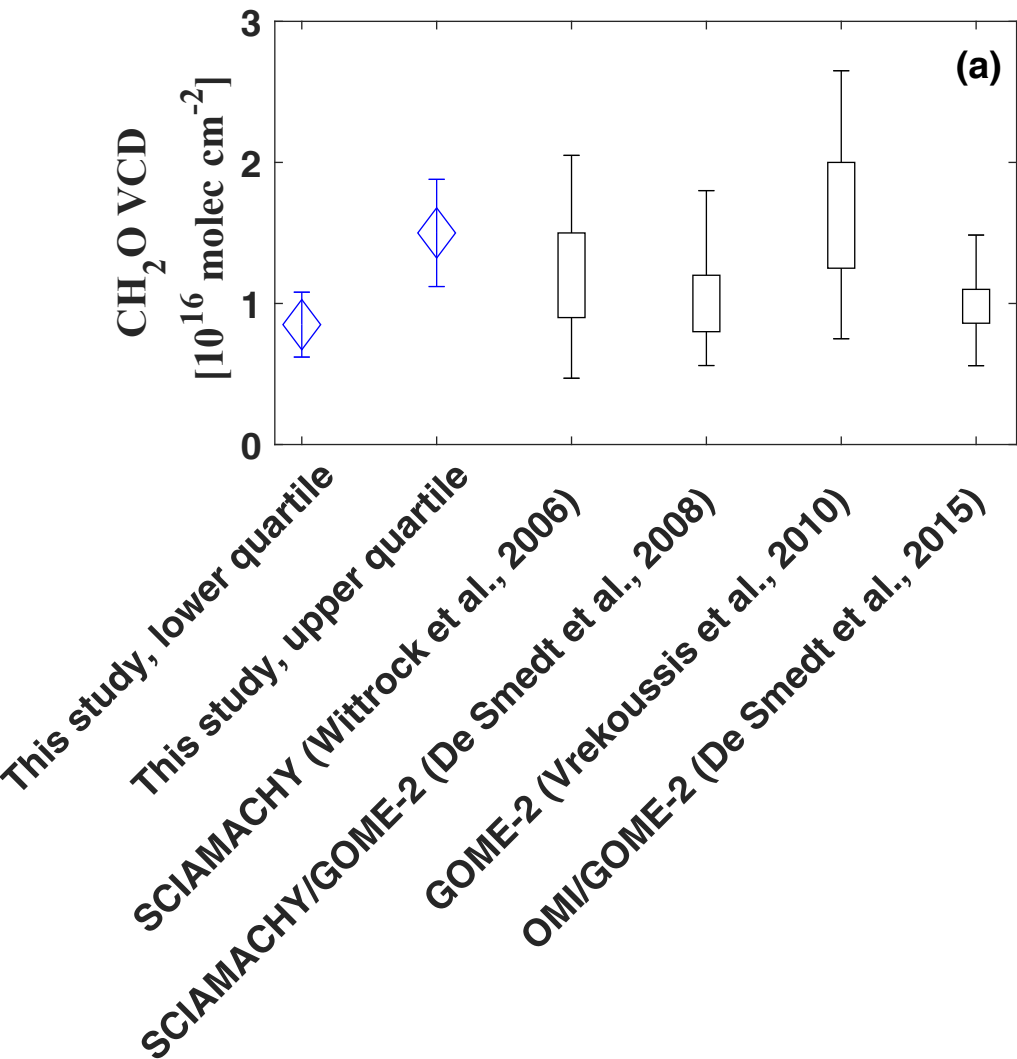 (a)
CH₂O VCD
[10¹⁶ molec cm⁻²]
3
2
1
0
This study, lower quartile
This study, upper quartile
SCIAMACHY (Wittrock et al., 2006)
SCIAMACHY/GOME-2 (De Smedt et al., 2008)
GOME-2 (Vrekoussis et al., 2010)
OMI/GOME-2 (De Smedt et al., 2015)